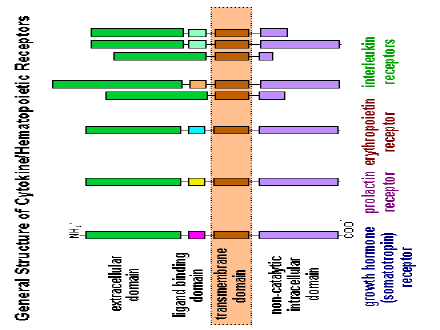 General Structure of Cytokine/Hematopoietic Receptors
NH₃⁺
extracellular
domain
ligand binding
domain
transmembrane
domain
non-catalytic
intracellular
domain
COO⁻
growth hormone
(somatotropin)
receptor
prolactin
receptor
erythropoietin
receptor
interleukin
receptors